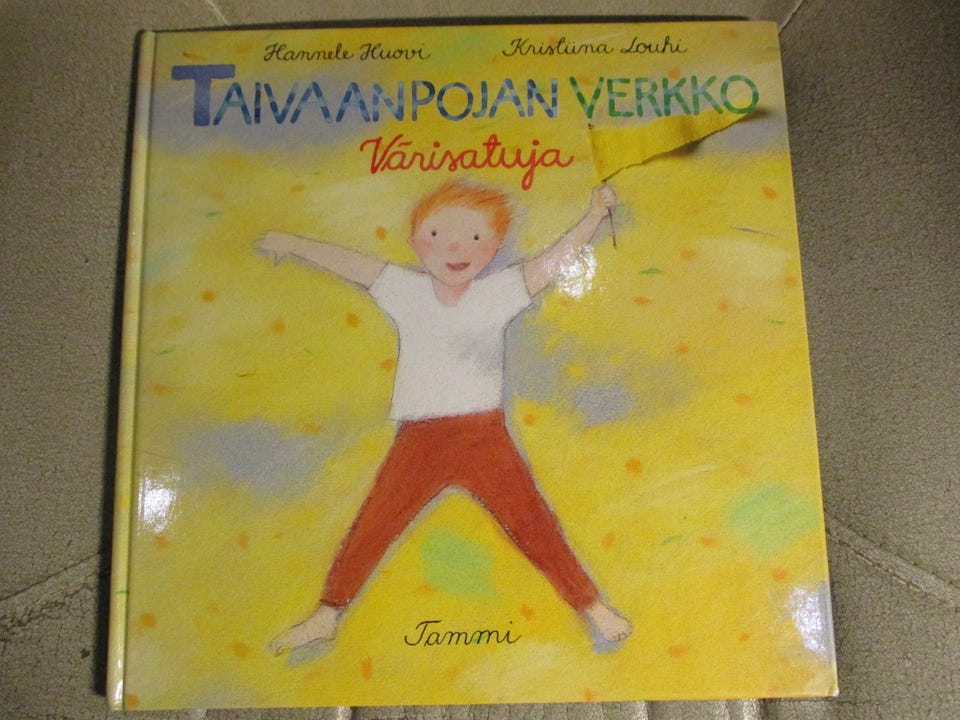 Hannele Huovi Kristiina Louhi
TAIVAANPOJAN VERKKO
Värisatuja
Tammi